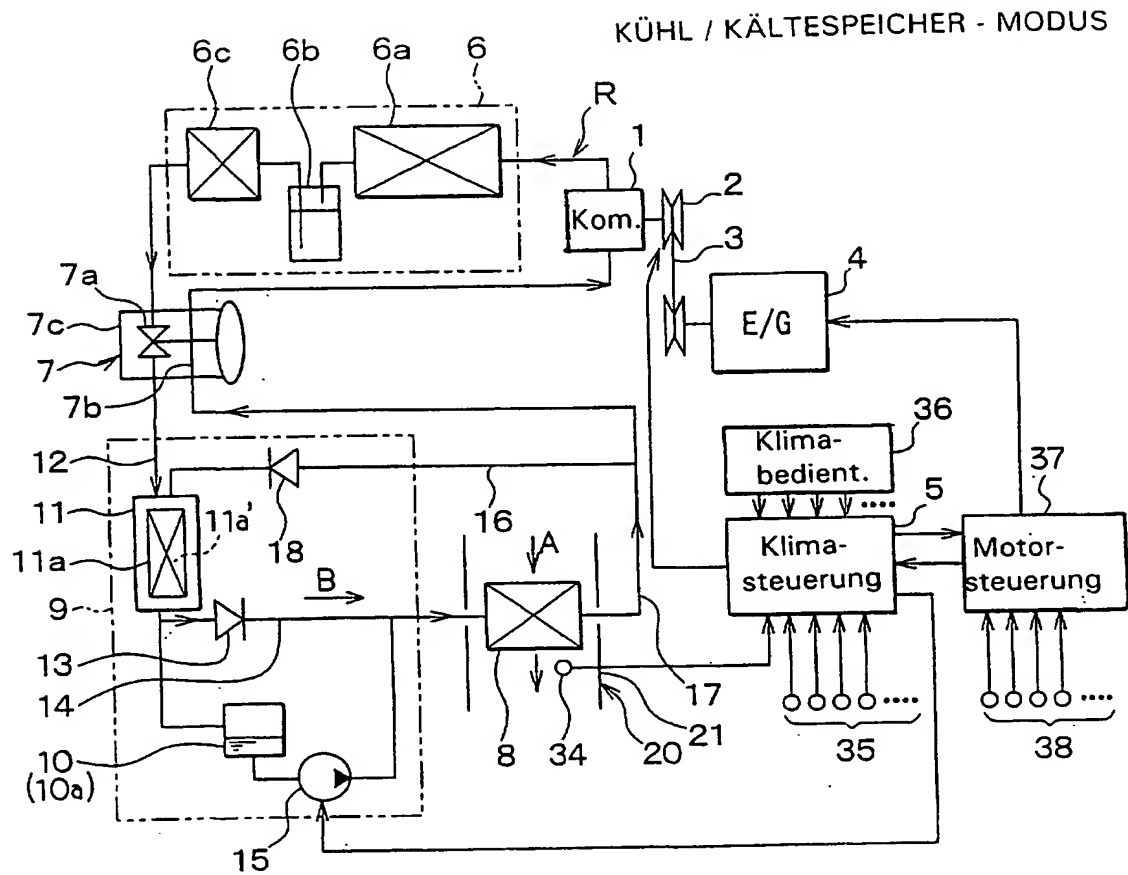 KÜHL / KÄLTESPEICHER - MODUS
6c 6b 6a 6 R 1
2
Kom.
3
4
7a
7c
E/G
7
7b
36
12
Klima-
bedient.
37
5
11
11a'
18
16
11a
A
Klima-
steuerung
Motor-
steuerung
9
B
13
14
17
21
8 34 20 35 38
10
(10a)
15